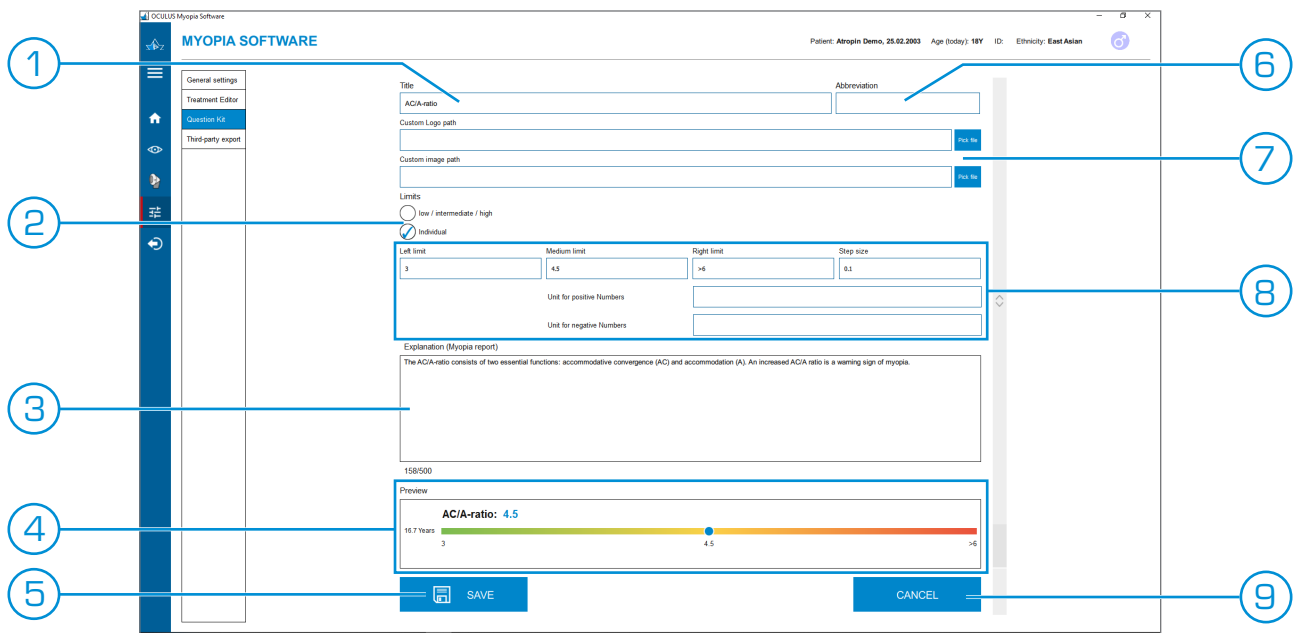 OCULUS Myopia Software
MYOPIA SOFTWARE
Patient: Atropin Demo, 25.02.2003 Age (today): 18Y ID: Ethnicity: East Asian
1
6
General settings
Treatment Editor
Question Kit
Third-party export
Title
Abbreviation
AC/A-ratio
Custom Logo path
Pick file
7
Custom image path
Pick file
2
Limits
low / intermediate / high
Individual
Left limit
Medium limit
Right limit
Step size
3
4.5
>6
0.1
8
Unit for positive Numbers
Unit for negative Numbers
Explanation (Myopia report)
The AC/A-ratio consists of two essential functions: accommodative convergence (AC) and accommodation (A). An increased AC/A ratio is a warning sign of myopia.
3
158/500
Preview
4
AC/A-ratio: 4.5
16.7 Years
3
4.5
>6
5
SAVE
CANCEL
9